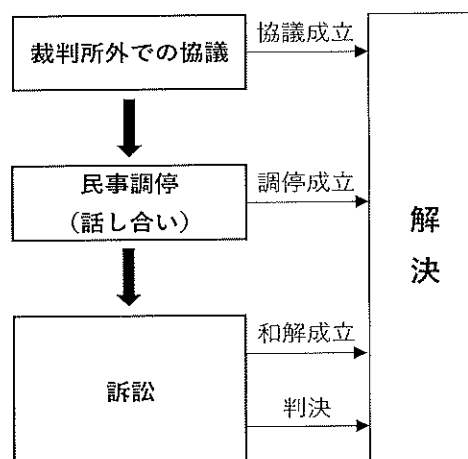 裁判所外での協議
協議成立
民事調停
（話し合い）
調停成立
解決
訴訟
和解成立
判決